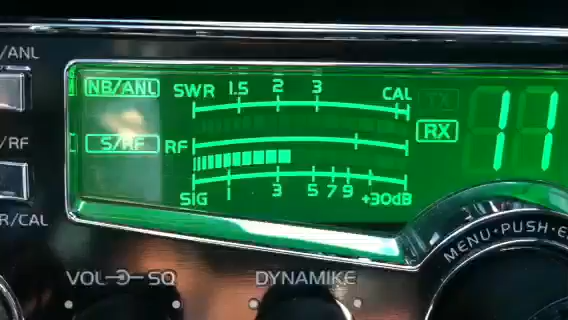 /ANL
NB/ANL SWR 1.5 2 3 CAL
TX
RX 11
/RF S/RF RF
SIG 1 3 5 7 9 +30dB
R/CAL
MENU·PUSH·E
VOL SQ DYNAMIKE